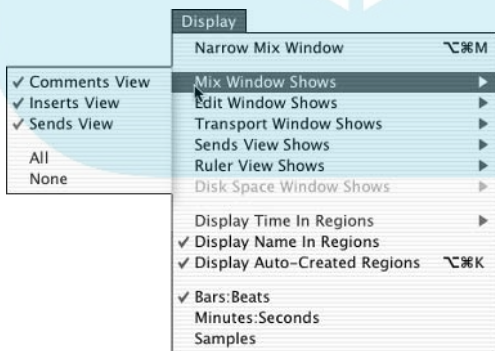 Display
Narrow Mix Window ⌥⌘M
Mix Window Shows
✓ Comments View
✓ Inserts View
✓ Sends View
All
None
Edit Window Shows
Transport Window Shows
Sends View Shows
Ruler View Shows
Disk Space Window Shows
Display Time In Regions
✓ Display Name In Regions
✓ Display Auto-Created Regions ⌥⌘K
✓ Bars:Beats
Minutes:Seconds
Samples